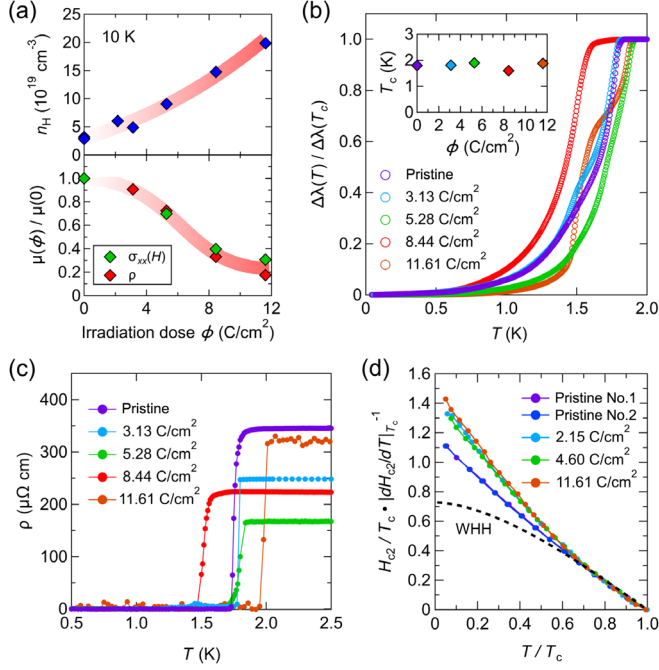 (a)
10 K
n_H (10^19 cm^-3)
25
20
15
10
5
0
μ(φ) / μ(0)
1.0
0.8
0.6
0.4
0.2
0
σ_xx(H)
ρ
0 4 8 12
Irradiation dose φ (C/cm²)
(b)
Δλ(T) / Δλ(T_c)
1.0
0.8
0.6
0.4
0.2
0
T_c (K)
3
2
1
0
0 2 4 6 8 10 12
φ (C/cm²)
Pristine
3.13 C/cm²
5.28 C/cm²
8.44 C/cm²
11.61 C/cm²
0 0.5 1.0 1.5 2.0
T (K)
(c)
ρ (μΩ cm)
400
300
200
100
0
Pristine
3.13 C/cm²
5.28 C/cm²
8.44 C/cm²
11.61 C/cm²
0.5 1.0 1.5 2.0 2.5
T (K)
(d)
H_c2 / T_c • |dH_c2/dT|_Tc^-1
1.6
1.4
1.2
1.0
0.8
0.6
0.4
0.2
0
Pristine No.1
Pristine No.2
2.15 C/cm²
4.60 C/cm²
11.61 C/cm²
WHH
0 0.2 0.4 0.6 0.8 1.0
T / T_c